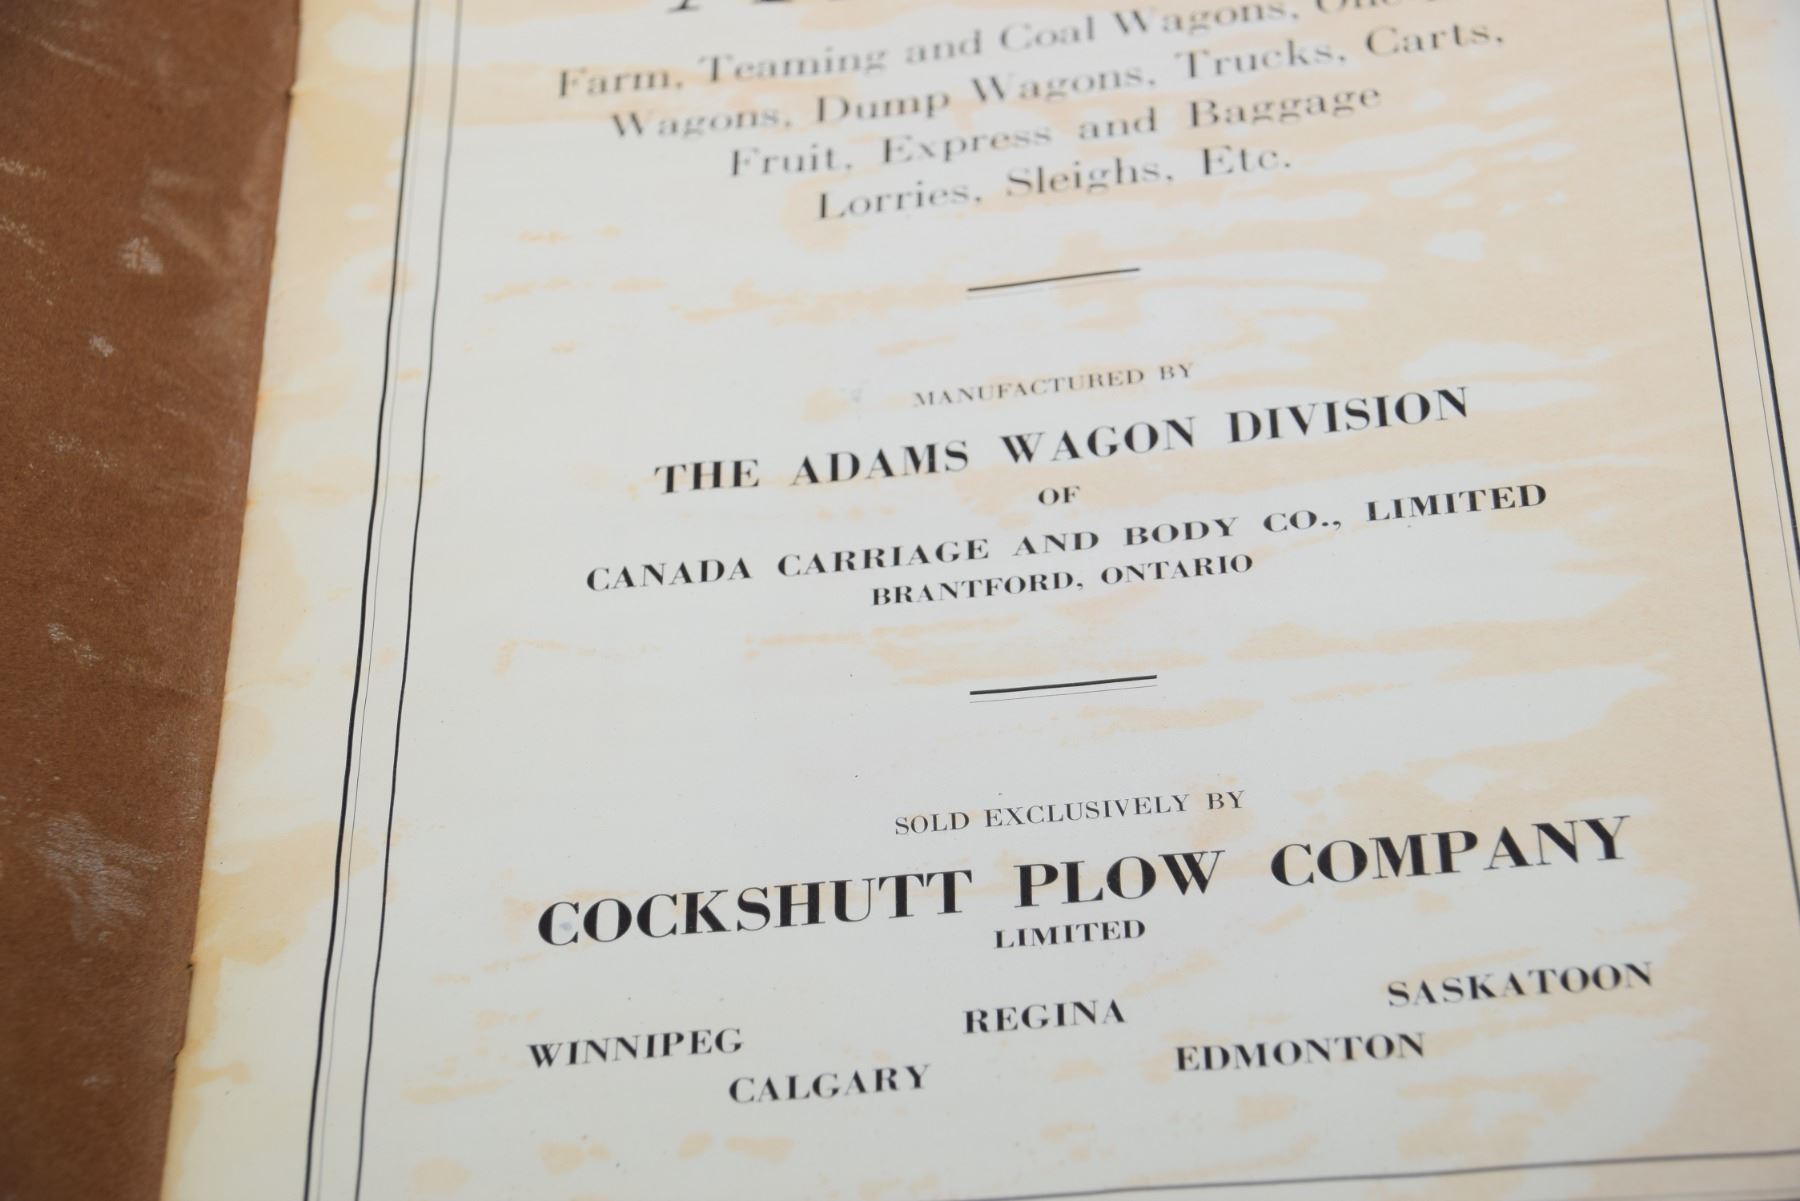 Farm, Teaming and Coal Wagons,
Wagons, Dump Wagons, Trucks, Carts,
Fruit, Express and Baggage
Lorries, Sleighs, Etc.
MANUFACTURED BY
THE ADAMS WAGON DIVISION
OF
CANADA CARRIAGE AND BODY CO., LIMITED
BRANTFORD, ONTARIO
SOLD EXCLUSIVELY BY
COCKSHUTT PLOW COMPANY
LIMITED
WINNIPEG REGINA SASKATOON
CALGARY EDMONTON